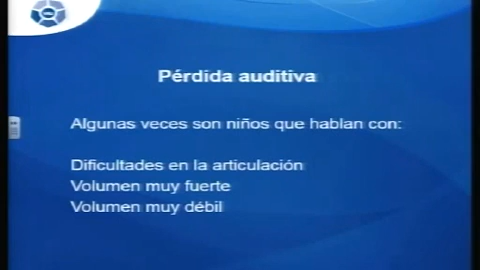 Pérdida auditiva
Algunas veces son niños que hablan con:
Dificultades en la articulación
Volumen muy fuerte
Volumen muy débil